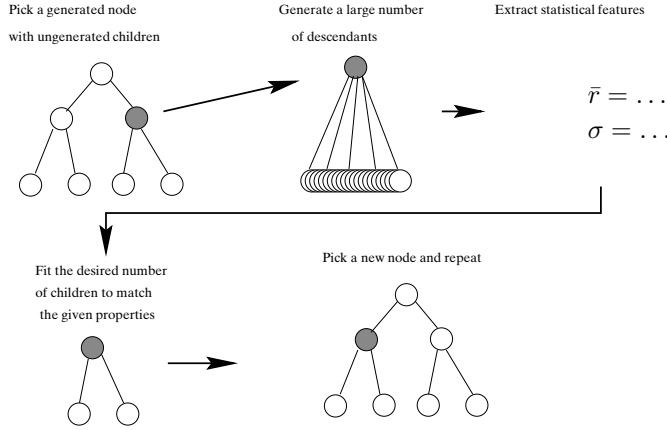 Pick a generated node
with ungenerated children
Generate a large number
of descendants
Extract statistical features
r̄ = ...
σ = ...
Fit the desired number
of children to match
the given properties
Pick a new node and repeat